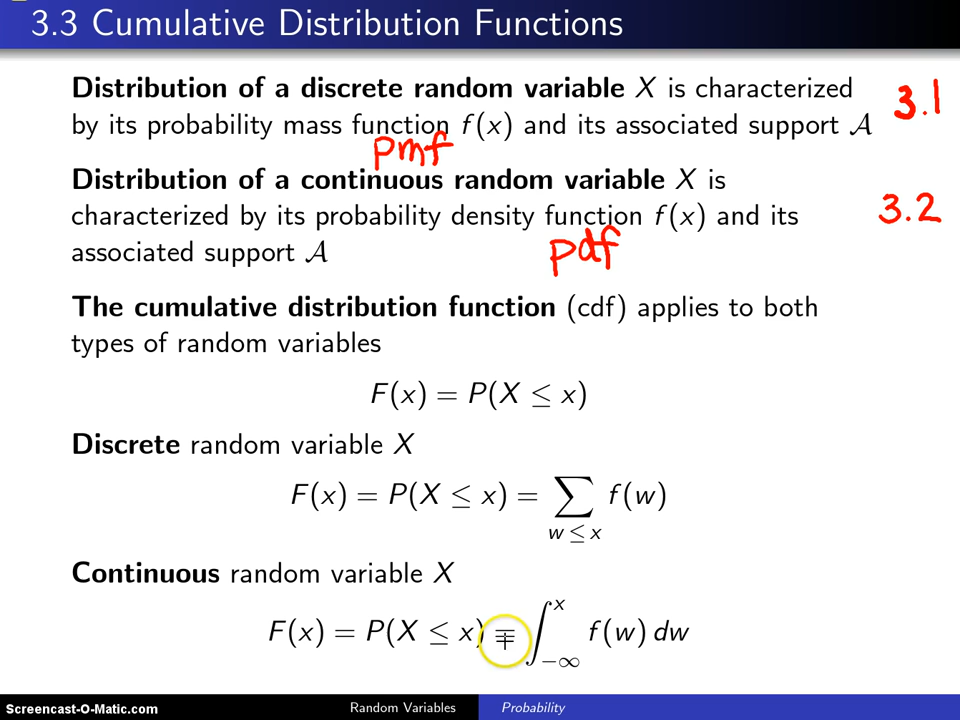 3.3 Cumulative Distribution Functions
Distribution of a discrete random variable X is characterized
3.1
by its probability mass function f(x) and its associated support 𝒜
pmf
Distribution of a continuous random variable X is
characterized by its probability density function f(x) and its
3.2
associated support 𝒜
pdf
The cumulative distribution function (cdf) applies to both
types of random variables
F(x) = P(X ≤ x)
Discrete random variable X
F(x) = P(X ≤ x) = ∑_{w ≤ x} f(w)
Continuous random variable X
F(x) = P(X ≤ x) = ∫_{−∞}^{x} f(w) dw
Screencast-O-Matic.com
Random Variables
Probability